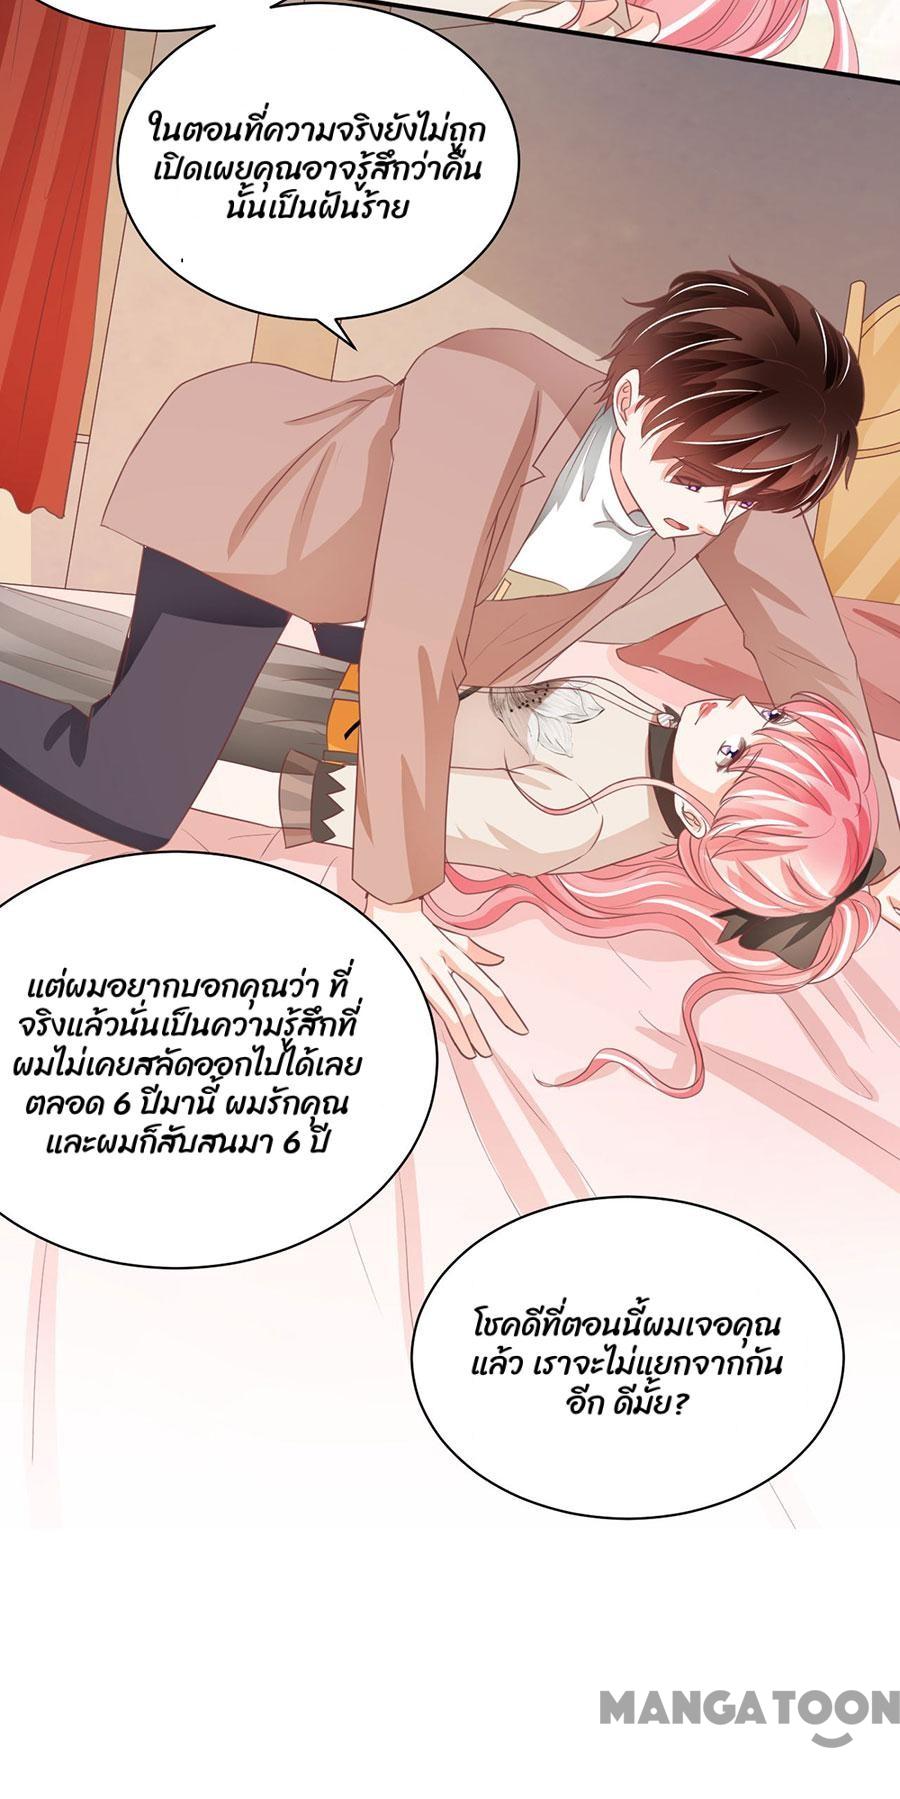 ในตอนที่ความจริงยังไม่ถูก
เปิดเผยคุณอาจรู้สึกว่าคืน
นั้นเป็นฝันร้าย
แต่ผมอยากบอกคุณว่า ที่
จริงแล้วนั่นเป็นความรู้สึกที่
ผมไม่เคยสลัดออกไปได้เลย
ตลอด 6 ปีมานี้ ผมรักคุณ
และผมก็สับสนมา 6 ปี
โชคดีที่ตอนนี้ผมเจอคุณ
แล้ว เราจะไม่แยกจากกัน
อีก ดีมั้ย?
MANGATOON